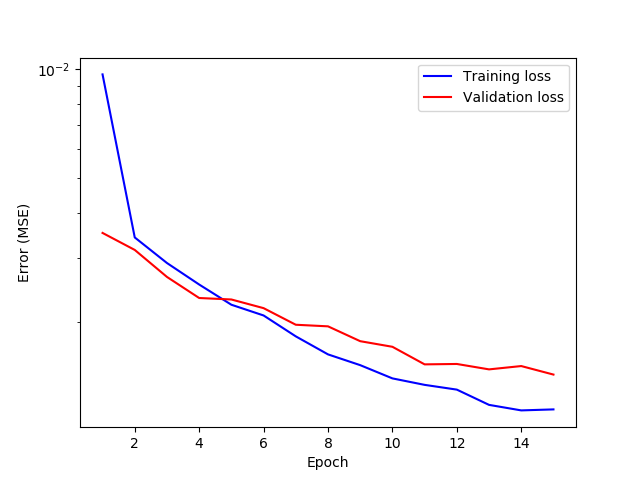 10⁻²
Training loss
Validation loss
Error (MSE)
2 4 6 8 10 12 14
Epoch